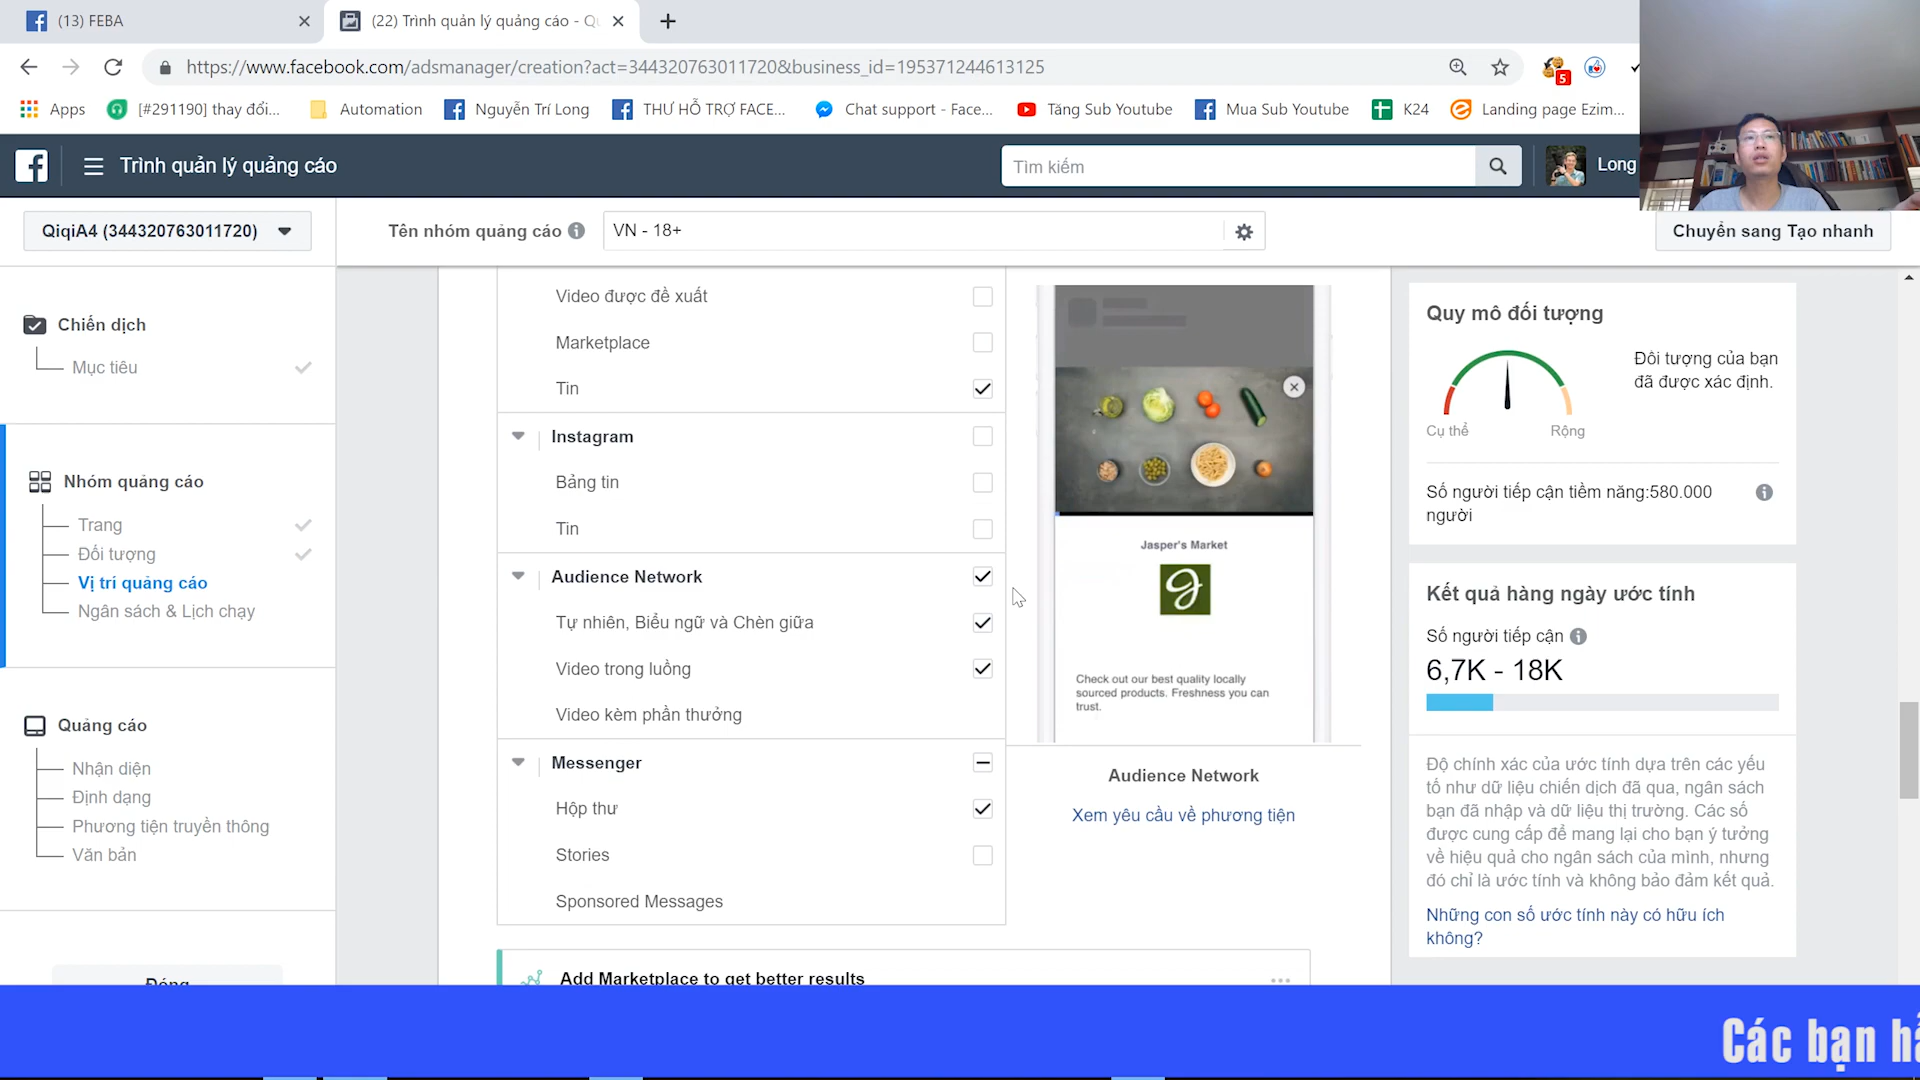 (13) FEBA
(22) Trình quản lý quảng cáo - Qu
https://www.facebook.com/adsmanager/creation?act=344320763011720&business_id=195371244613125
5
Apps
[#291190] thay đổi...
Automation
Nguyễn Trí Long
THƯ HỖ TRỢ FACE...
Chat support - Face...
Tăng Sub Youtube
Mua Sub Youtube
K24
Landing page Ezim...
Trình quản lý quảng cáo
Tìm kiếm
Long
QiqiA4 (344320763011720)
Tên nhóm quảng cáo
VN - 18+
Chuyển sang Tạo nhanh
Chiến dịch
Mục tiêu
Nhóm quảng cáo
Trang
Đối tượng
Vị trí quảng cáo
Ngân sách & Lịch chạy
Quảng cáo
Nhận diện
Định dạng
Phương tiện truyền thông
Văn bản
Đóng
Video được đề xuất
Marketplace
Tin
Instagram
Bảng tin
Tin
Audience Network
Tự nhiên, Biểu ngữ và Chèn giữa
Video trong luồng
Video kèm phần thưởng
Messenger
Hộp thư
Stories
Sponsored Messages
Jasper's Market
Check out our best quality locally
sourced products. Freshness you can
trust.
Audience Network
Xem yêu cầu về phương tiện
Add Marketplace to get better results
Quy mô đối tượng
Đối tượng của bạn
đã được xác định.
Cụ thể
Rộng
Số người tiếp cận tiềm năng:580.000
người
Kết quả hàng ngày ước tính
Số người tiếp cận
6,7K - 18K
Độ chính xác của ước tính dựa trên các yếu
tố như dữ liệu chiến dịch đã qua, ngân sách
bạn đã nhập và dữ liệu thị trường. Các số
được cung cấp để mang lại cho bạn ý tưởng
về hiệu quả cho ngân sách của mình, nhưng
đó chỉ là ước tính và không bảo đảm kết quả.
Những con số ước tính này có hữu ích
không?
Các bạn